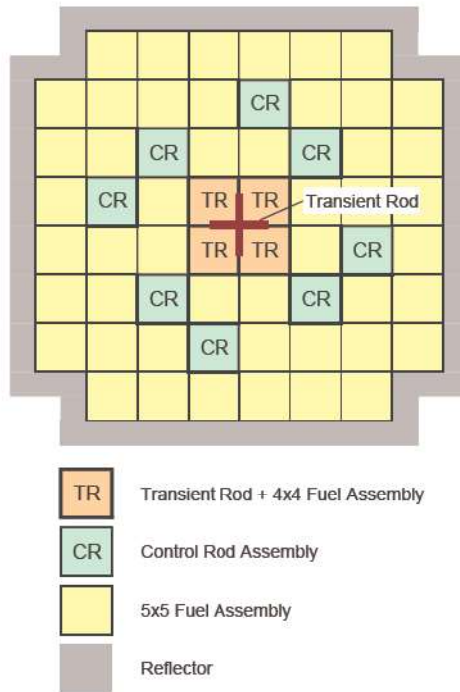 CR
CR CR
CR TR TR Transient Rod
TR TR CR
CR CR
CR
TR Transient Rod + 4x4 Fuel Assembly
CR Control Rod Assembly
5x5 Fuel Assembly
Reflector